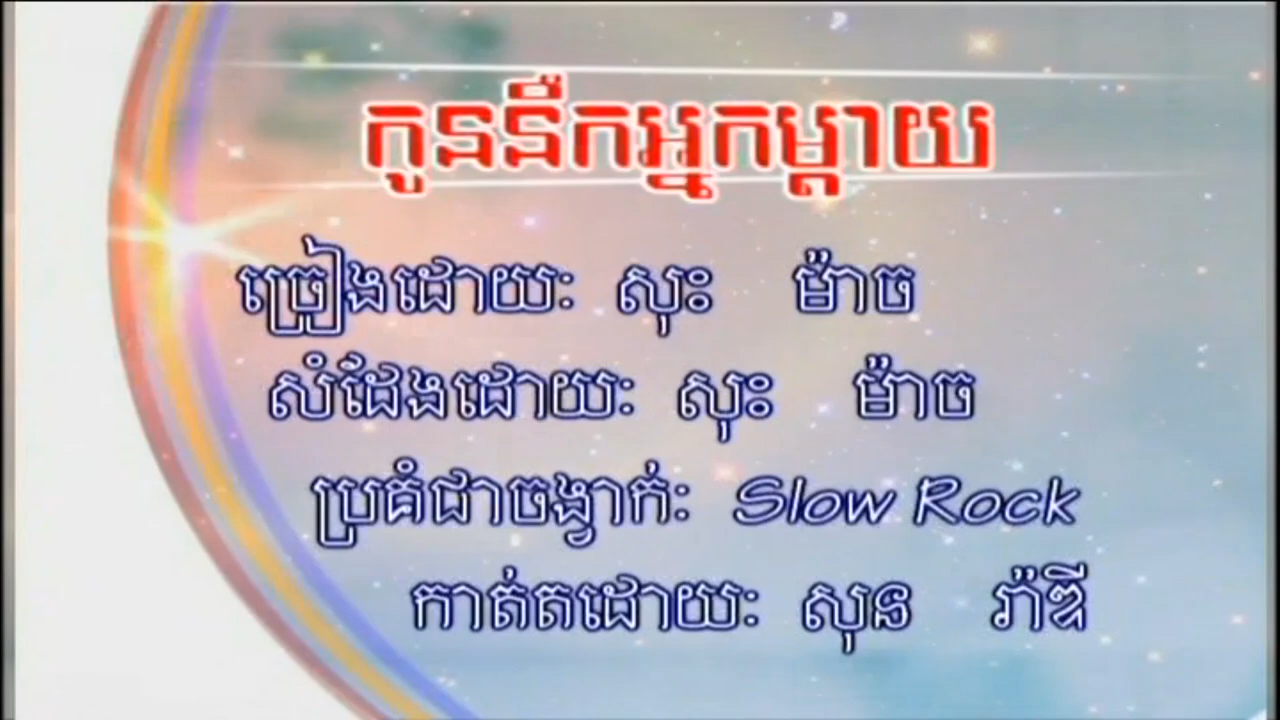 កូននឹកអ្នកម្ដាយ
ច្រៀងដោយៈ សុះ ម៉ាច
សំដែងដោយៈ សុះ ម៉ាច
ប្រគំជាចង្វាក់ៈ Slow Rock
កាត់តដោយៈ សុន រ៉ាឌី